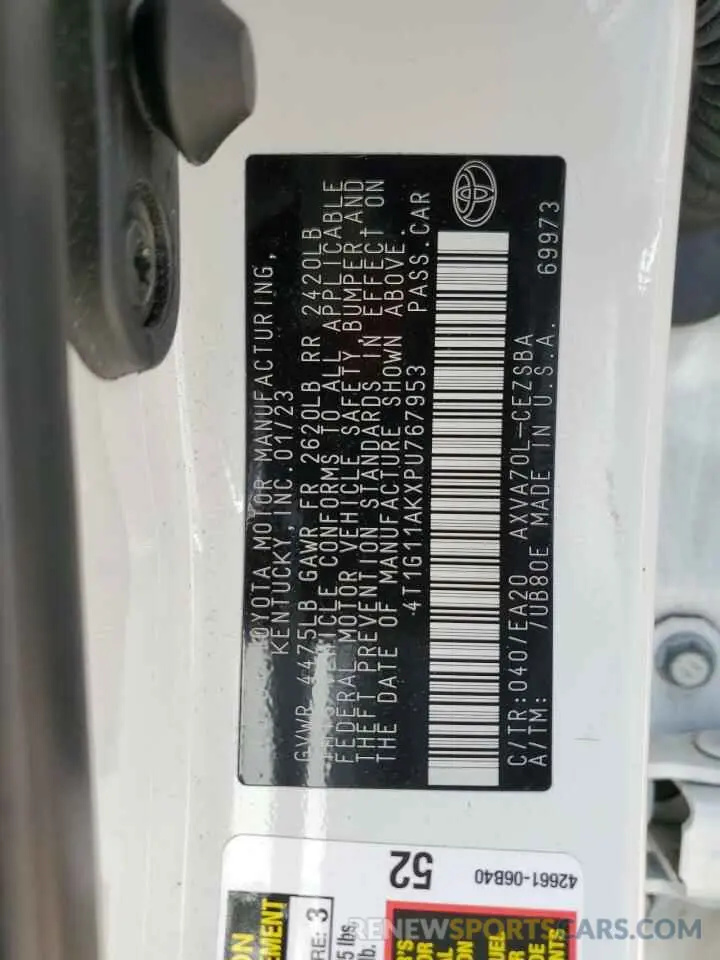 TOYOTA MOTOR MANUFACTURING,
KENTUCKY, INC. 01/23
GVWR 4475LB GAWR FR 2620LB RR 2420LB
THIS VEHICLE CONFORMS TO ALL APPLICABLE
FEDERAL MOTOR VEHICLE SAFETY, BUMPER, AND
THEFT PREVENTION STANDARDS IN EFFECT ON
THE DATE OF MANUFACTURE SHOWN ABOVE.
4T1G11AKXPU767953 PASS.CAR
C/TR:040/EA20 AXVA70L-CEZSBA
A/TM: /UB80E MADE IN U.S.A. 69973
52
42661-06B40
RENEWSPORTSCARS.COM